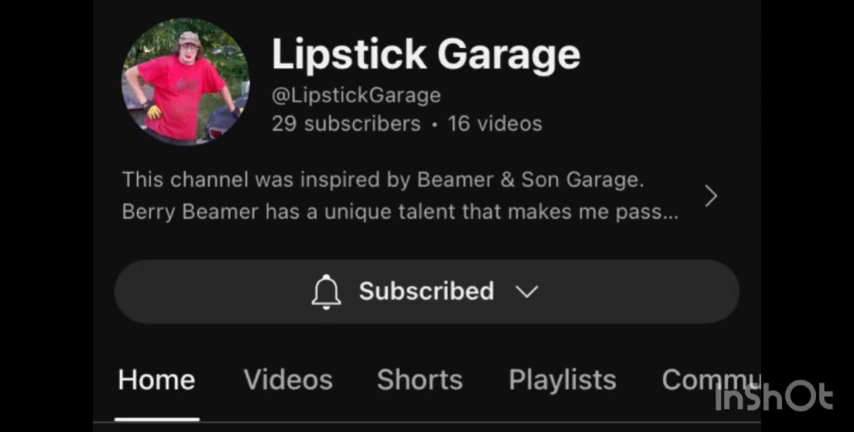 Lipstick Garage
@LipstickGarage
29 subscribers • 16 videos
This channel was inspired by Beamer & Son Garage.
Berry Beamer has a unique talent that makes me pass...
Subscribed
Home Videos Shorts Playlists Commu
InShOt